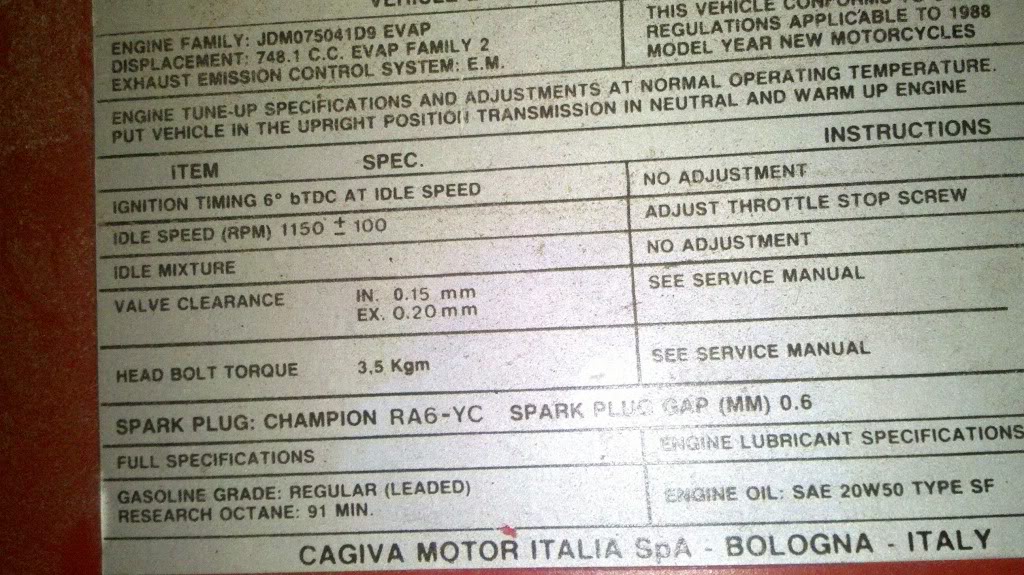 ENGINE FAMILY: JDM075041D9 EVAP
DISPLACEMENT: 748.1 C.C. EVAP FAMILY 2
EXHAUST EMISSION CONTROL SYSTEM: E.M.
THIS VEHICLE CONFORMS TO
REGULATIONS APPLICABLE TO 1988
MODEL YEAR NEW MOTORCYCLES
ENGINE TUNE-UP SPECIFICATIONS AND ADJUSTMENTS AT NORMAL OPERATING TEMPERATURE.
PUT VEHICLE IN THE UPRIGHT POSITION TRANSMISSION IN NEUTRAL AND WARM UP ENGINE
ITEM SPEC. INSTRUCTIONS
IGNITION TIMING 6° bTDC AT IDLE SPEED NO ADJUSTMENT
IDLE SPEED (RPM) 1150 ± 100 ADJUST THROTTLE STOP SCREW
IDLE MIXTURE NO ADJUSTMENT
VALVE CLEARANCE IN. 0.15 mm SEE SERVICE MANUAL
EX. 0.20 mm
HEAD BOLT TORQUE 3.5 Kgm SEE SERVICE MANUAL
SPARK PLUG: CHAMPION RA6-YC SPARK PLUG GAP (MM) 0.6
FULL SPECIFICATIONS ENGINE LUBRICANT SPECIFICATIONS
GASOLINE GRADE: REGULAR (LEADED)
RESEARCH OCTANE: 91 MIN.
ENGINE OIL: SAE 20W50 TYPE SF
CAGIVA MOTOR ITALIA SpA - BOLOGNA - ITALY